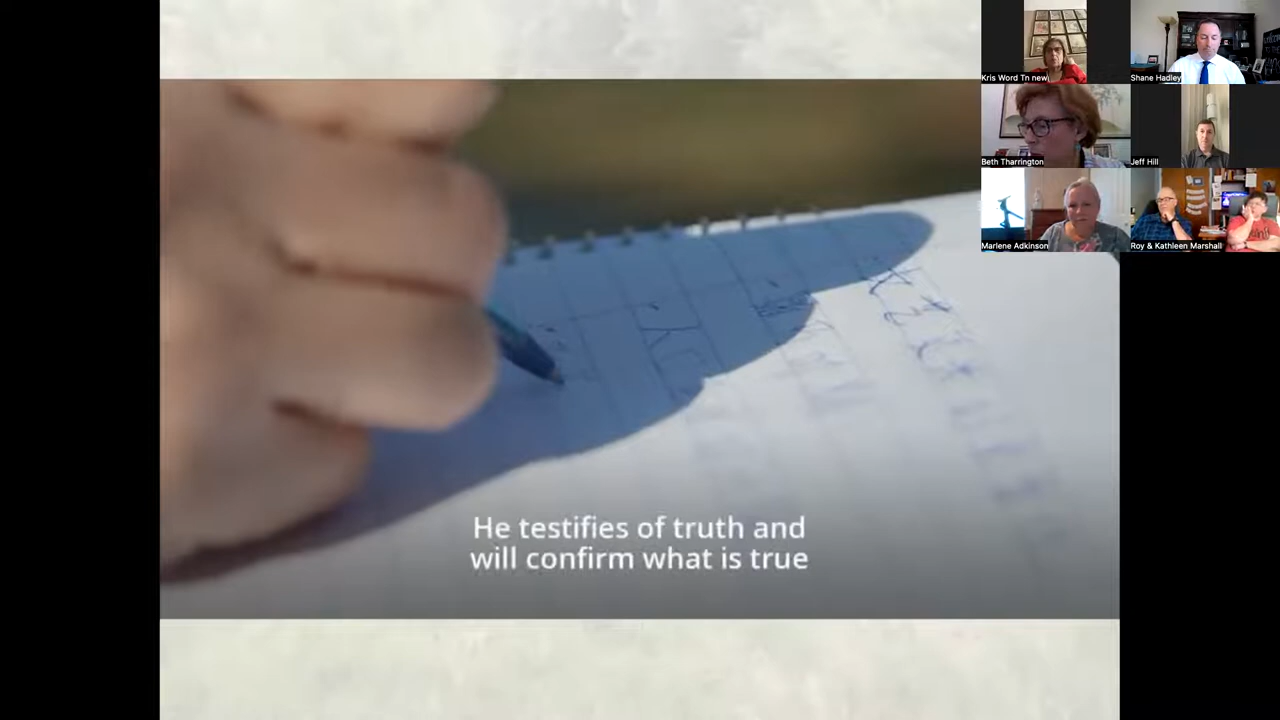 Kris Word Tn new
Shane Hadley
Beth Tharrington
Jeff Hill
Marlene Adkinson
Roy & Kathleen Marshall
He testifies of truth and
will confirm what is true